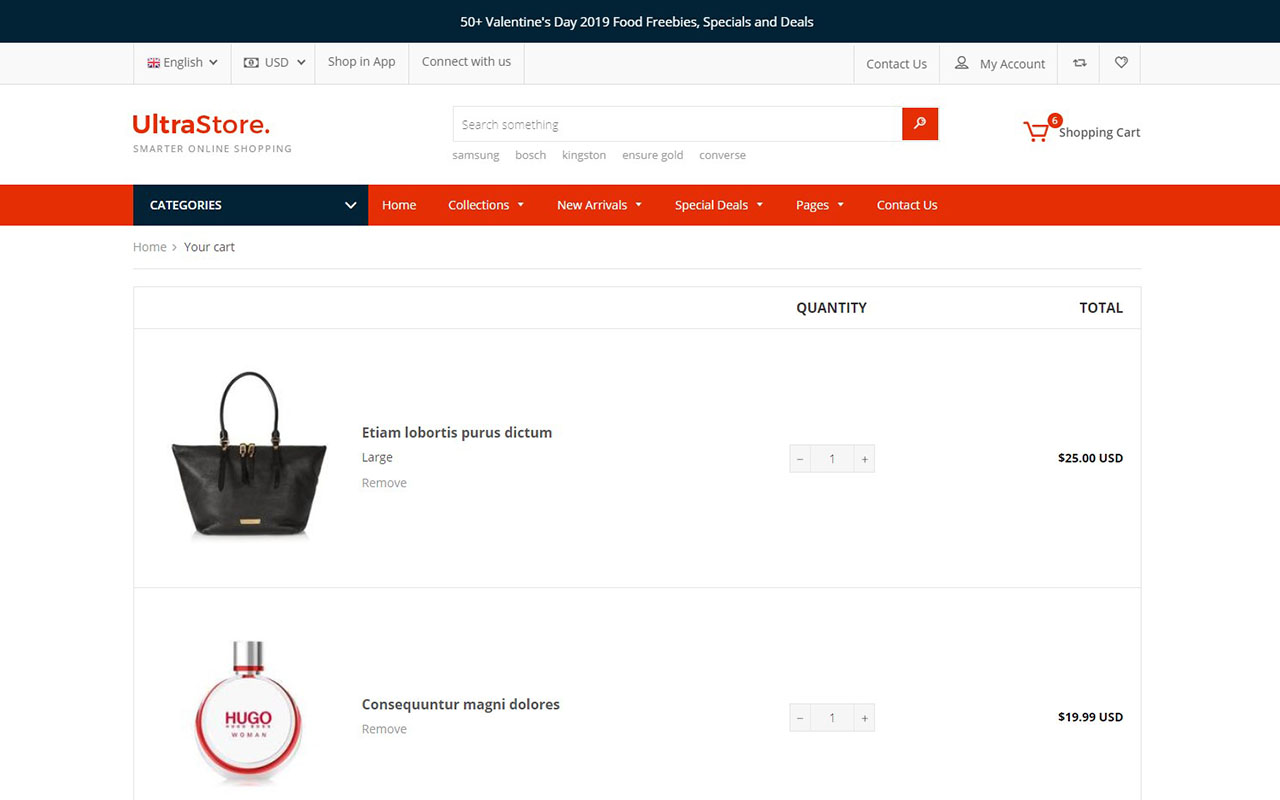 50+ Valentine's Day 2019 Food Freebies, Specials and Deals
English USD Shop in App Connect with us Contact Us My Account
UltraStore.
SMARTER ONLINE SHOPPING
Search something
samsung bosch kingston ensure gold converse
6
Shopping Cart
CATEGORIES Home Collections New Arrivals Special Deals Pages Contact Us
Home > Your cart
QUANTITY TOTAL
Etiam lobortis purus dictum
Large
Remove
− 1 + $25.00 USD
HUGO
HUGO BOSS
WOMAN
Consequuntur magni dolores
Remove
− 1 + $19.99 USD